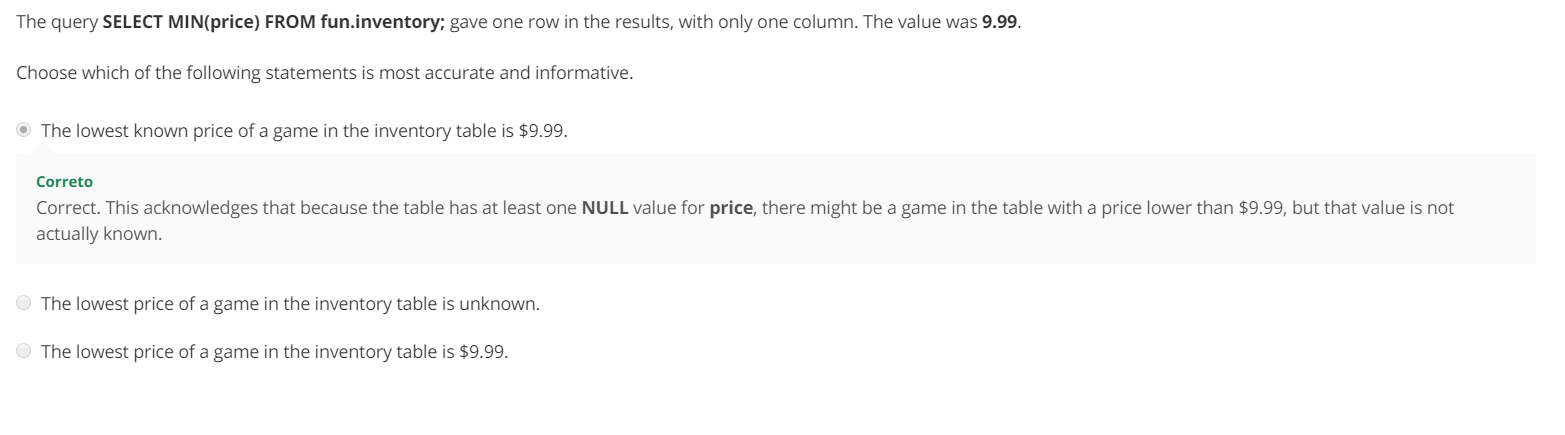 The query SELECT MIN(price) FROM fun.inventory; gave one row in the results, with only one column. The value was 9.99.
Choose which of the following statements is most accurate and informative.
The lowest known price of a game in the inventory table is $9.99.
Correto
Correct. This acknowledges that because the table has at least one NULL value for price, there might be a game in the table with a price lower than $9.99, but that value is not
actually known.
The lowest price of a game in the inventory table is unknown.
The lowest price of a game in the inventory table is $9.99.